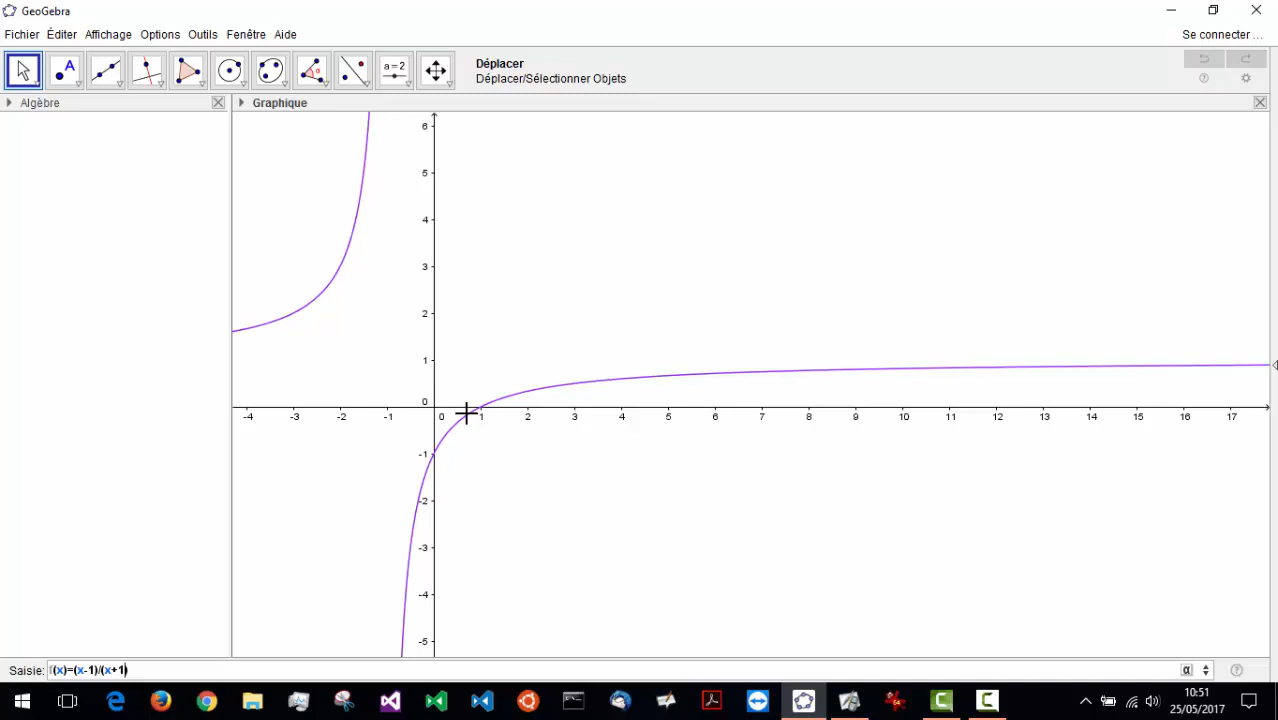 GeoGebra
Fichier Éditer Affichage Options Outils Fenêtre Aide
Se connecter ...
A
α
a = 2
Déplacer
Déplacer/Sélectionner Objets
Algèbre
Graphique
6
5
4
3
2
1
0
-4 -3 -2 -1 0 1 2 3 4 5 6 7 8 9 10 11 12 13 14 15 16 17
-1
-2
-3
-4
-5
Saisie: f(x)=(x-1)/(x+1)
α
10:51
25/05/2017